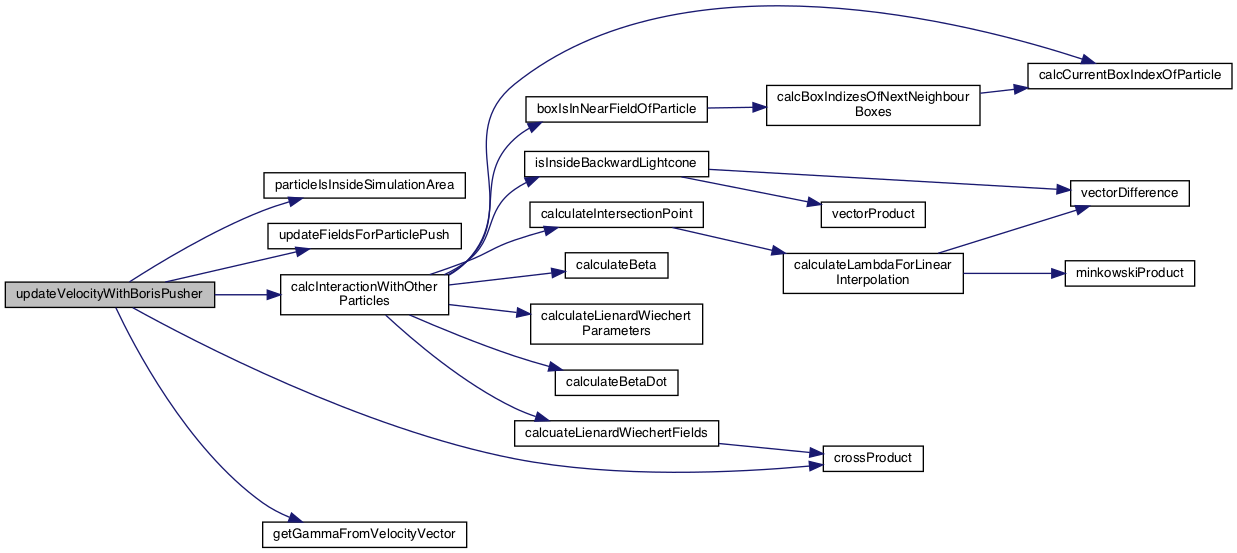 updateVelocityWithBorisPusher
particleIsInsideSimulationArea
updateFieldsForParticlePush
calcInteractionWithOther
Particles
getGammaFromVelocityVector
boxIsInNearFieldOfParticle
isInsideBackwardLightcone
calculateIntersectionPoint
calculateBeta
calculateLienardWiechert
Parameters
calculateBetaDot
calcuateLienardWiechertFields
calcBoxIndizesOfNextNeighbour
Boxes
vectorProduct
calculateLambdaForLinear
Interpolation
crossProduct
calcCurrentBoxIndexOfParticle
vectorDifference
minkowskiProduct